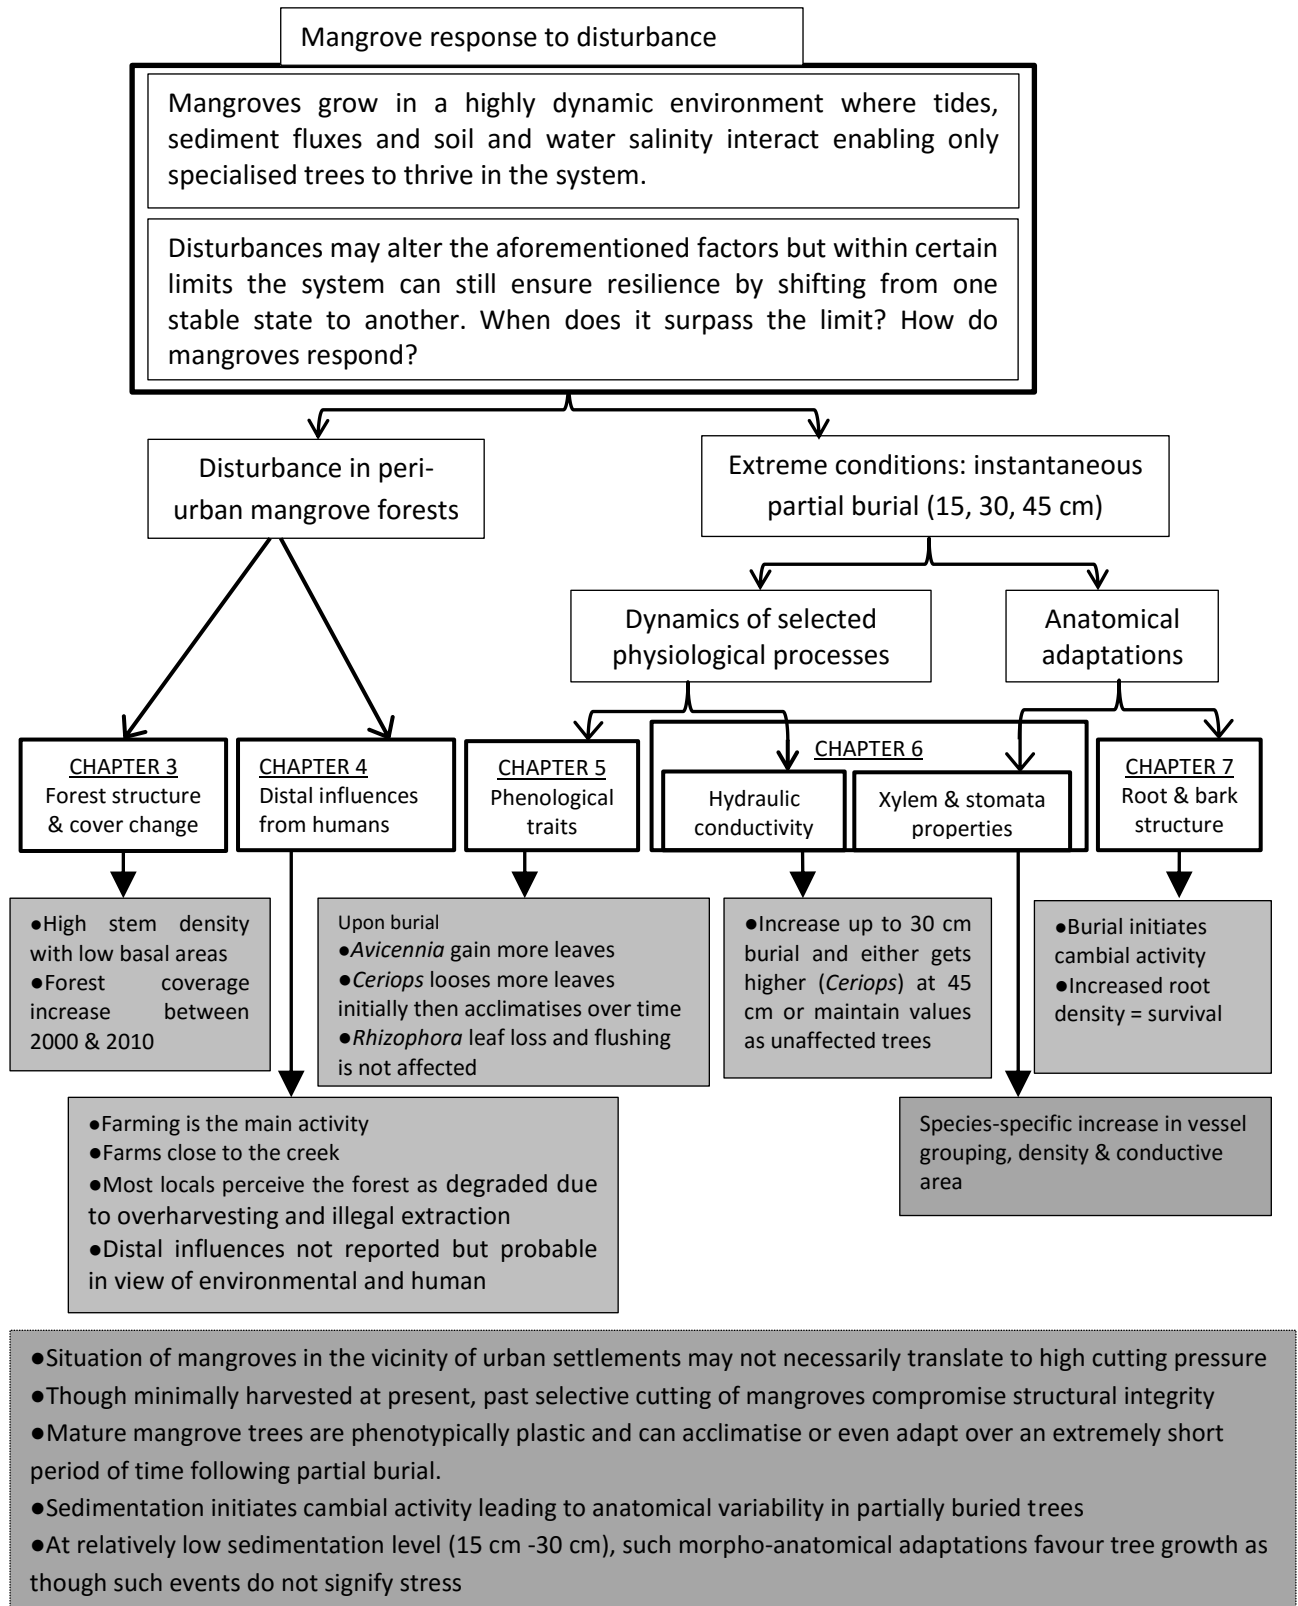 Mangrove response to disturbance
Mangroves grow in a highly dynamic environment where tides,
sediment fluxes and soil and water salinity interact enabling only
specialised trees to thrive in the system.
Disturbances may alter the aforementioned factors but within certain
limits the system can still ensure resilience by shifting from one
stable state to another. When does it surpass the limit? How do
mangroves respond?
Disturbance in peri-
urban mangrove forests
Extreme conditions: instantaneous
partial burial (15, 30, 45 cm)
Dynamics of selected
physiological processes
Anatomical
adaptations
CHAPTER 3
Forest structure
& cover change
CHAPTER 4
Distal influences
from humans
CHAPTER 5
Phenological
traits
CHAPTER 6
Hydraulic
conductivity
Xylem & stomata
properties
CHAPTER 7
Root & bark
structure
●High stem density
with low basal areas
●Forest coverage
increase between
2000 & 2010
Upon burial
●Avicennia gain more leaves
●Ceriops looses more leaves
initially then acclimatises over time
●Rhizophora leaf loss and flushing
is not affected
●Increase up to 30 cm
burial and either gets
higher (Ceriops) at 45
cm or maintain values
as unaffected trees
●Burial initiates
cambial activity
●Increased root
density = survival
●Farming is the main activity
●Farms close to the creek
●Most locals perceive the forest as degraded due
to overharvesting and illegal extraction
●Distal influences not reported but probable
in view of environmental and human
Species-specific increase in vessel
grouping, density & conductive
area
●Situation of mangroves in the vicinity of urban settlements may not necessarily translate to high cutting pressure
●Though minimally harvested at present, past selective cutting of mangroves compromise structural integrity
●Mature mangrove trees are phenotypically plastic and can acclimatise or even adapt over an extremely short
period of time following partial burial.
●Sedimentation initiates cambial activity leading to anatomical variability in partially buried trees
●At relatively low sedimentation level (15 cm -30 cm), such morpho-anatomical adaptations favour tree growth as
though such events do not signify stress